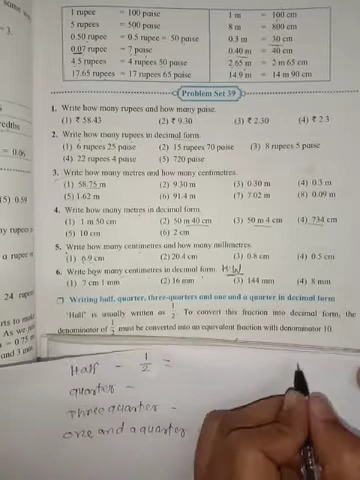 1 rupee = 100 paise 1 m = 100 cm
5 rupees = 500 paise 8 m = 800 cm
0.50 rupee = 0.5 rupee = 50 paise 0.3 m = 30 cm
0.07 rupee = 7 paise 0.40 m = 40 cm
4.5 rupees = 4 rupees 50 paise 2.65 m = 2 m 65 cm
17.65 rupees = 17 rupees 65 paise 14.9 m = 14 m 90 cm
Problem Set 39
1. Write how many rupees and how many paise.
(1) ₹ 58.43 (2) ₹ 9.30 (3) ₹ 2.30 (4) ₹ 2.3
2. Write how many rupees in decimal form.
(1) 6 rupees 25 paise (2) 15 rupees 70 paise (3) 8 rupees 5 paise
(4) 22 rupees 4 paise (5) 720 paise
3. Write how many metres and how many centimetres.
(1) 58.75 m (2) 9.30 m (3) 0.30 m (4) 0.3 m
(5) 1.62 m (6) 91.4 m (7) 7.02 m (8) 0.09 m
4. Write how many metres in decimal form.
(1) 1 m 50 cm (2) 50 m 40 cm (3) 50 m 4 cm (4) 734 cm
(5) 10 cm (6) 2 cm
5. Write how many centimetres and how many millimetres.
(1) 6.9 cm (2) 20.4 cm (3) 0.8 cm (4) 0.5 cm
6. Write how many centimetres in decimal form. H.W
(1) 7 cm 1 mm (2) 16 mm (3) 144 mm (4) 8 mm
Writing half, quarter, three-quarters and one and a quarter in decimal form
'Half' is usually written as 1/2. To convert this fraction into decimal form, the
denominator of 1/2 must be converted into an equivalent fraction with denominator 10.
Half - 1/2 =
quarter -
Three quarter -
one and a quarter
= 0.06
(5) 0.59
24 rupees
As we
= 0.75
and 3